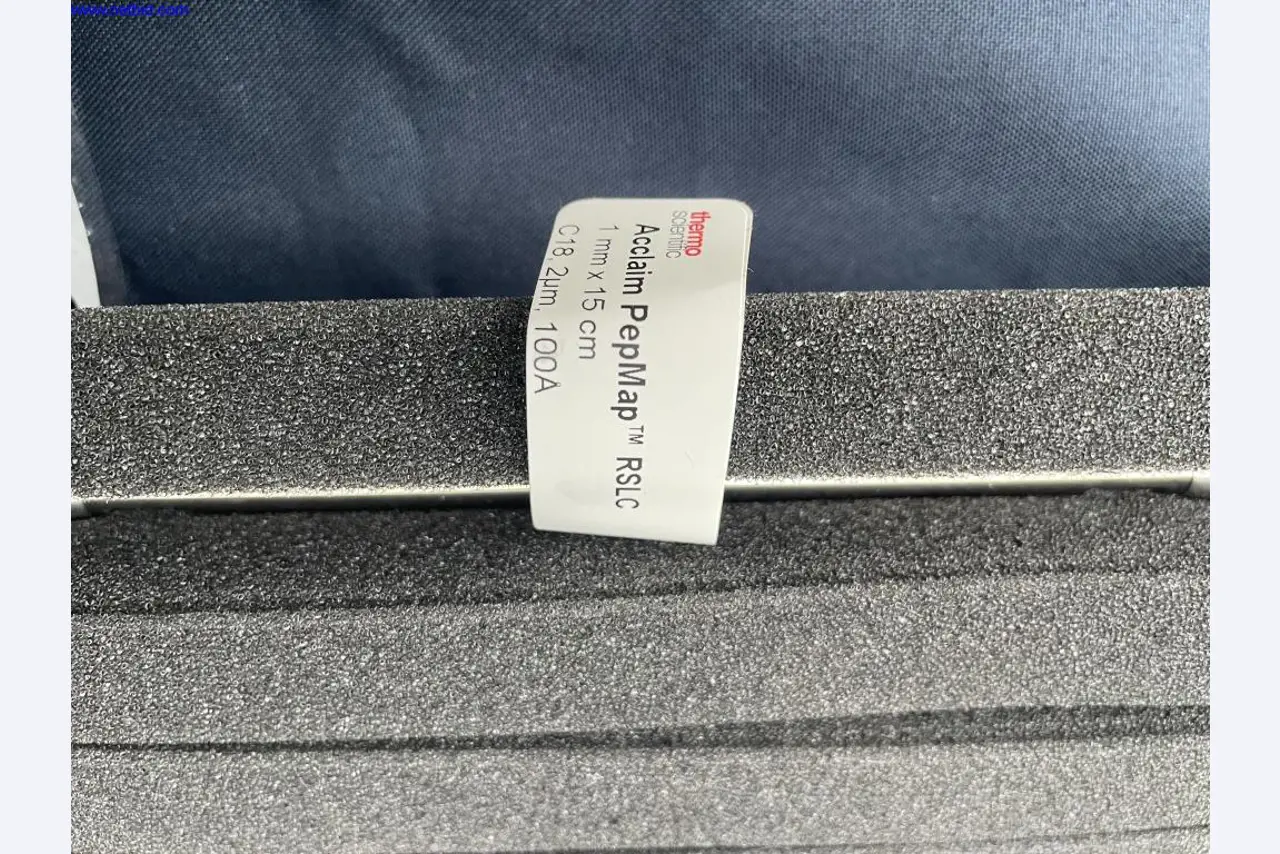 thermo
scientific
Acclaim PepMap™ RSLC
1 mm x 15 cm
C18, 2µm, 100Å